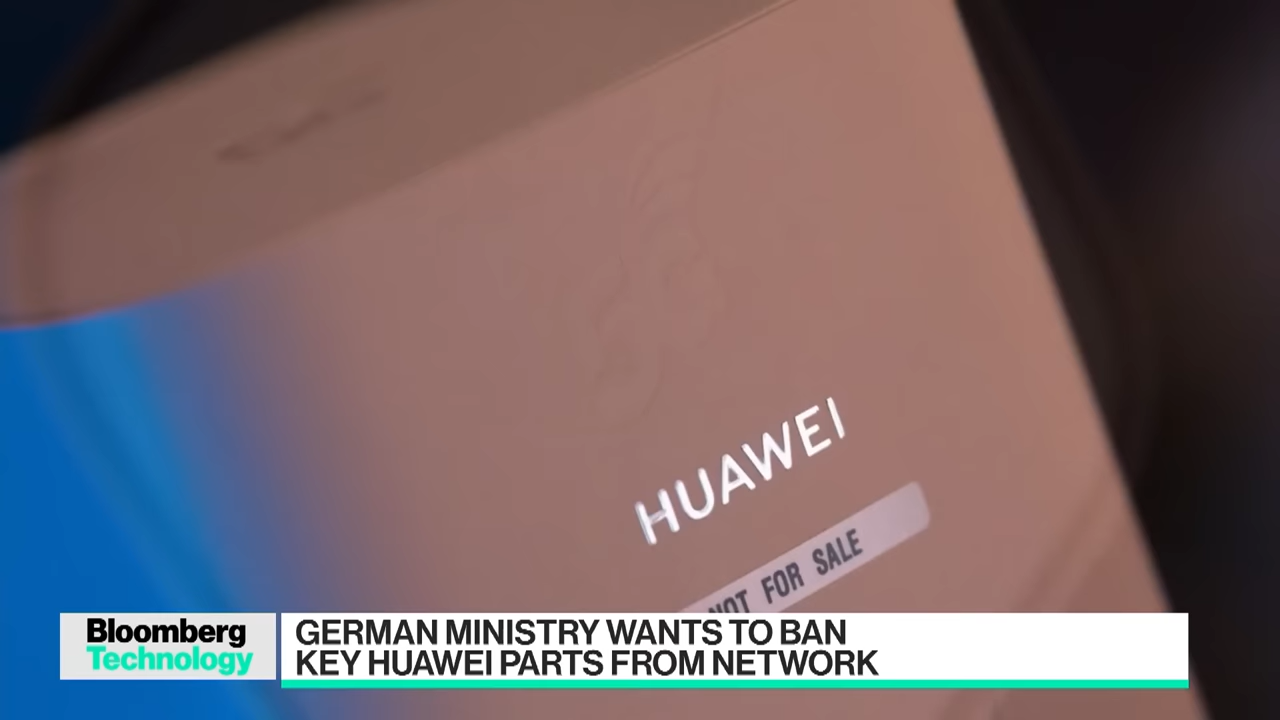 HUAWEI
NOT FOR SALE
Bloomberg
Technology
GERMAN MINISTRY WANTS TO BAN
KEY HUAWEI PARTS FROM NETWORK